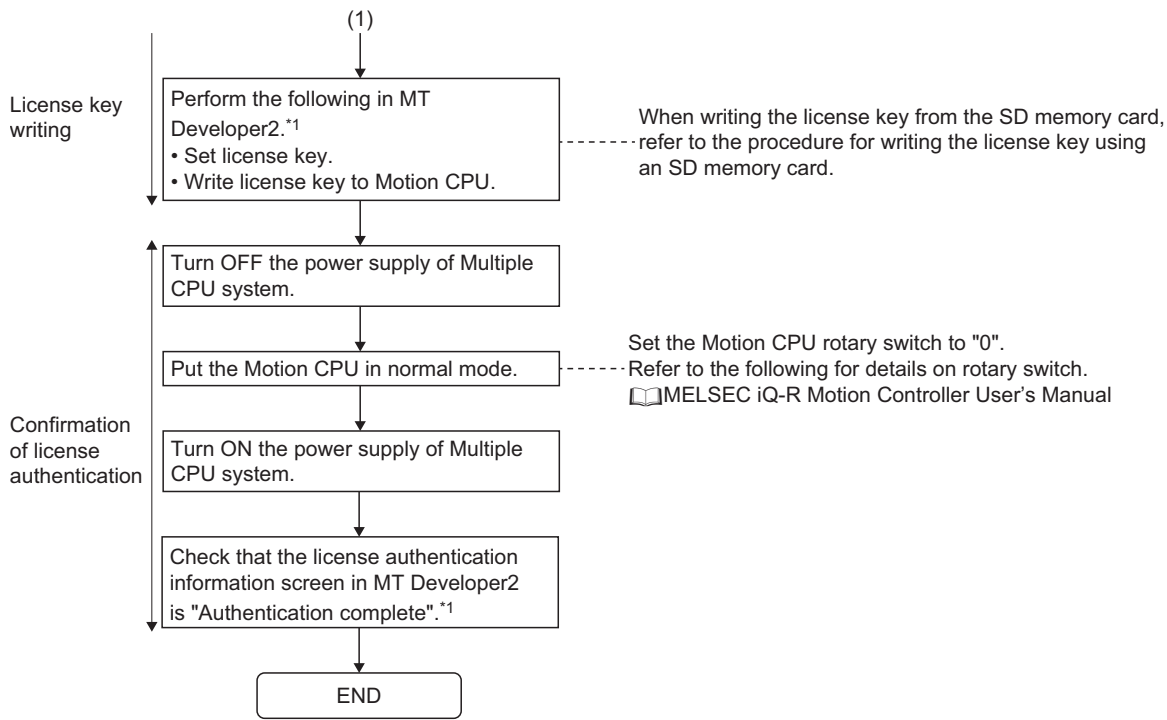 (1)
License key
writing
Perform the following in MT
Developer2.*1
• Set license key.
• Write license key to Motion CPU.
When writing the license key from the SD memory card,
refer to the procedure for writing the license key using
an SD memory card.
Confirmation
of license
authentication
Turn OFF the power supply of Multiple
CPU system.
Put the Motion CPU in normal mode.
Set the Motion CPU rotary switch to "0".
Refer to the following for details on rotary switch.
MELSEC iQ-R Motion Controller User's Manual
Turn ON the power supply of Multiple
CPU system.
Check that the license authentication
information screen in MT Developer2
is "Authentication complete".*1
END